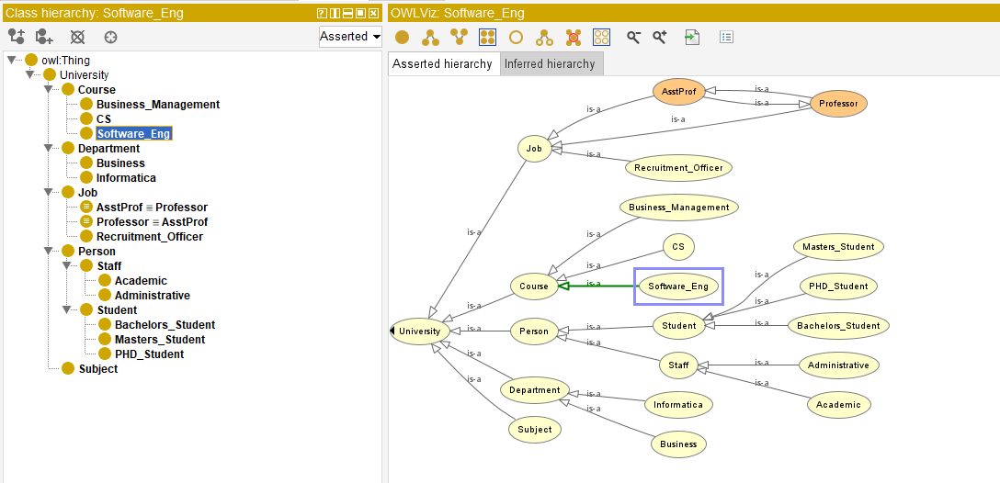 Class hierarchy: Software_Eng
Asserted
owl:Thing
University
Course
Business_Management
CS
Software_Eng
Department
Business
Informatica
Job
AsstProf ≡ Professor
Professor ≡ AsstProf
Recruitment_Officer
Person
Staff
Academic
Administrative
Student
Bachelors_Student
Masters_Student
PHD_Student
Subject
OWLViz: Software_Eng
Asserted hierarchy
Inferred hierarchy
AsstProf
is-a
is-a
Professor
is-a
is-a
Job
is-a
Recruitment_Officer
Business_Management
is-a
is-a
CS
is-a
Masters_Student
Course
is-a
Software_Eng
is-a
PHD_Student
is-a
is-a
University
is-a
Person
is-a
Student
is-a
Bachelors_Student
is-a
is-a
Staff
is-a
Administrative
is-a
is-a
Department
is-a
Informatica
Academic
is-a
Subject
Business